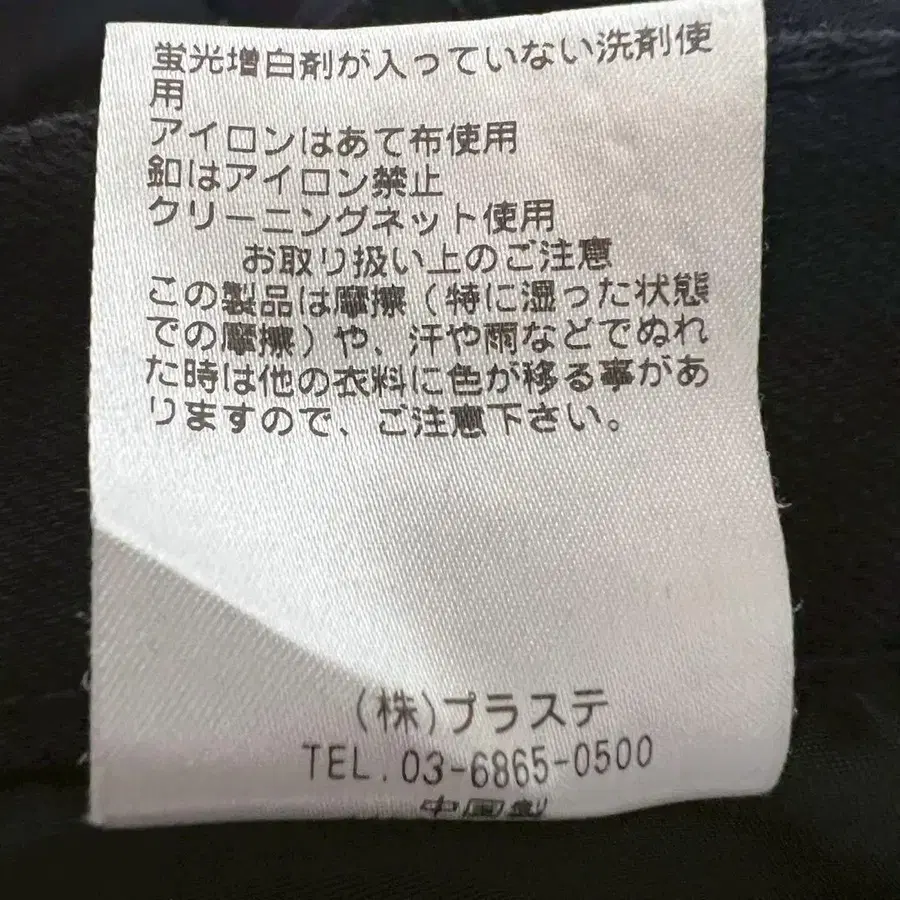 蛍光増白剤が入っていない洗剤使
用
アイロンはあて布使用
釦はアイロン禁止
クリーニングネット使用
お取り扱い上のご注意
この製品は摩擦(特に湿った状態
での摩擦)や、汗や雨などでぬれ
た時は他の衣料に色が移る事があ
りますので、ご注意下さい。
(株)プラステ
TEL.03-6865-0500
中国製